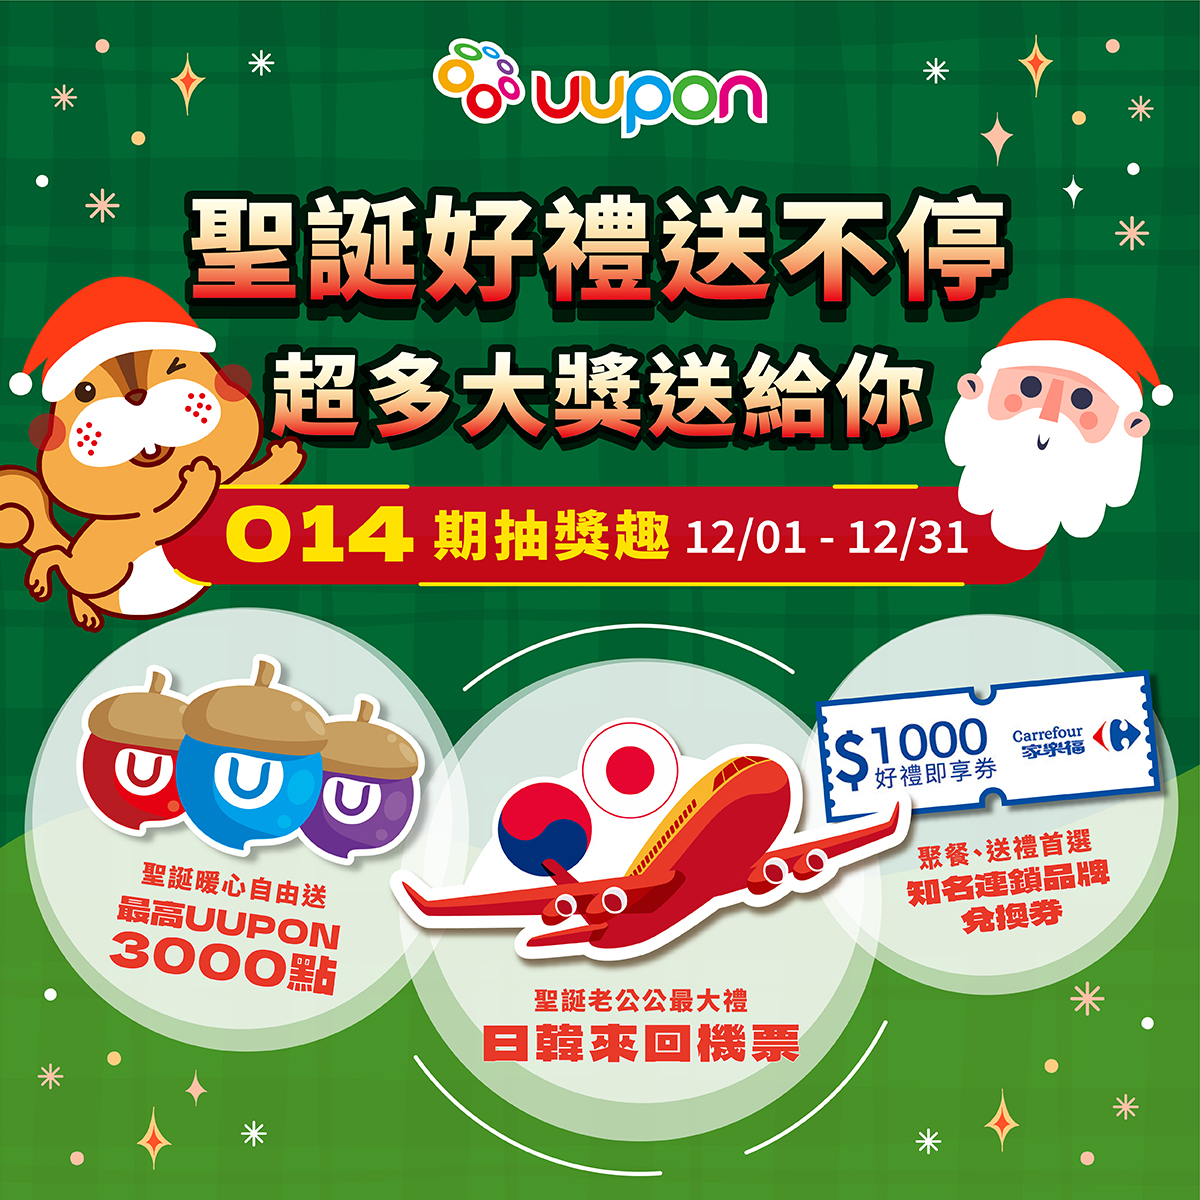 uupon
聖誕好禮送不停
超多大獎送給你
014 期抽獎趣 12/01 - 12/31
U U U
聖誕暖心自由送
最高UUPON
3000點
聖誕老公公最大禮
日韓來回機票
$1000
好禮即享券
Carrefour
家樂福
聚餐、送禮首選
知名連鎖品牌
兌換券